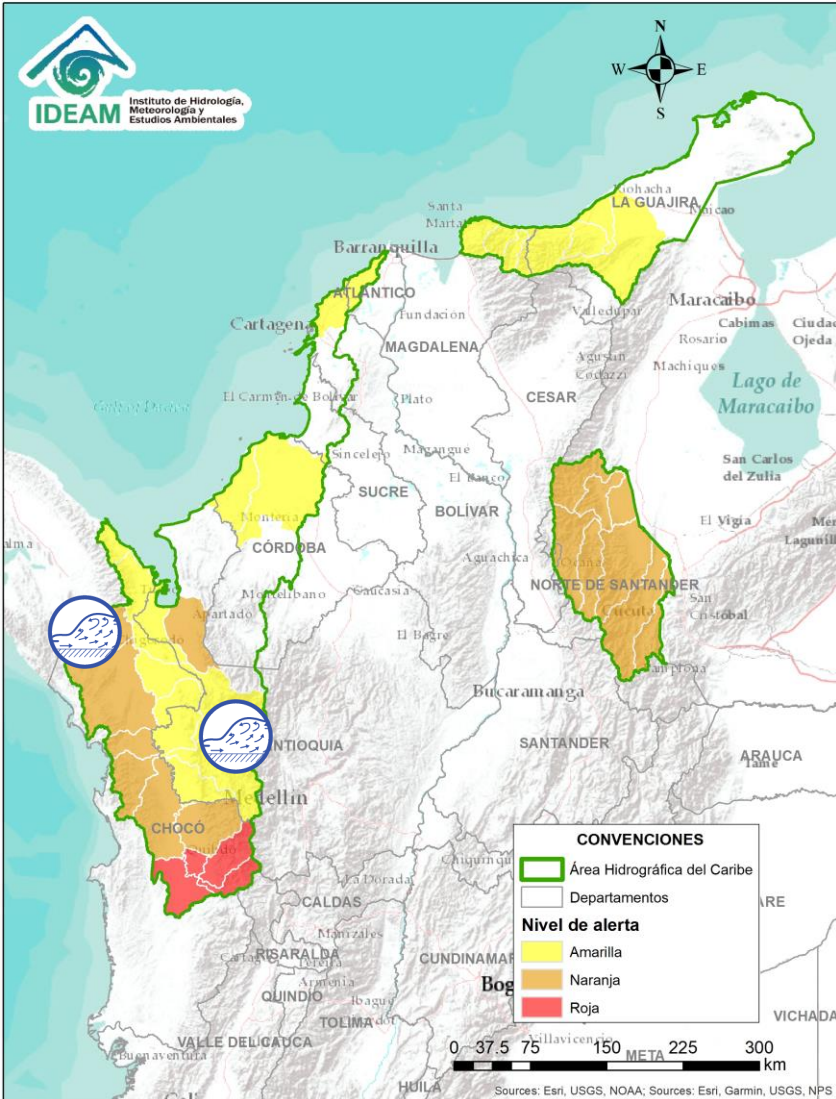 IDEAM
Instituto de Hidrología,
Meteorología y
Estudios Ambientales
N
W
E
S
Riohacha
LA GUAJIRA
Maicao
Santa
Marta
Barranquilla
ATLÁNTICO
Maracaibo
Cartagena
Fundación
Valledupar
Cabimas
Ciudad
Ojeda
Rosario
MAGDALENA
Machiques
Agustín
Codazzi
Lago de
Maracaibo
CESAR
El Carmen de Bolívar
Plato
Sincelejo
Magangué
San Carlos
del Zulia
El Banco
SUCRE
BOLÍVAR
Montería
El Vigía
CÓRDOBA
Aguachica
Ocaña
NORTE DE SANTANDER
Montelíbano
Caucasia
San
Cristóbal
Cúcuta
Apartado
El Bagre
Pamplona
Bucaramanga
ANTIOQUIA
SANTANDER
ARAUCA
Tame
Medellín
CHOCÓ
Quibdó
CONVENCIONES
Área Hidrográfica del Caribe
Departamentos
Nivel de alerta
Amarilla
Naranja
Roja
La Dorada
CALDAS
Manizales
RISARALDA
Pereira
Armenia
QUINDÍO
Ibagué
TOLIMA
VALLE DEL CAUCA
Buenaventura
Villavicencio
META
VICHADA
HUILA
0 37.5 75 150 225 300
km
Sources: Esri, USGS, NOAA; Sources: Esri, Garmin, USGS, NPS